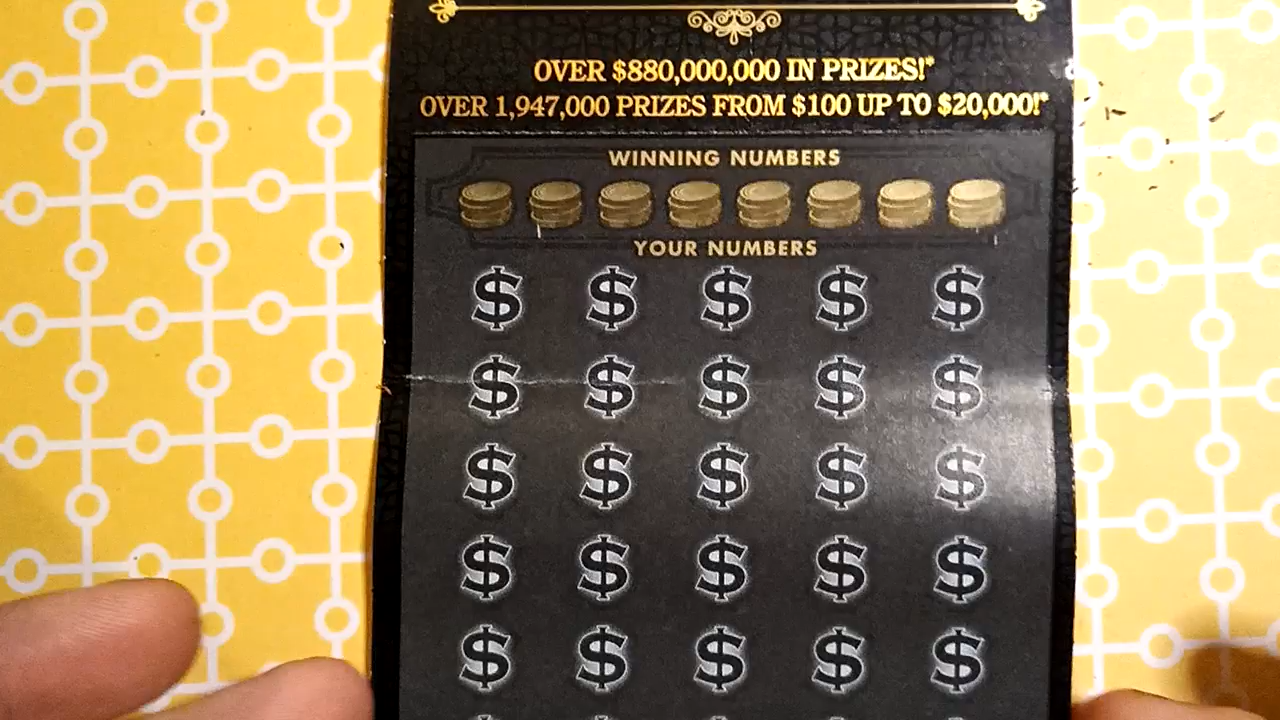 OVER $880,000,000 IN PRIZES!*
OVER 1,947,000 PRIZES FROM $100 UP TO $20,000!*
WINNING NUMBERS
YOUR NUMBERS
$ $ $ $ $
$ $ $ $ $
$ $ $ $ $
$ $ $ $ $
$ $ $ $ $